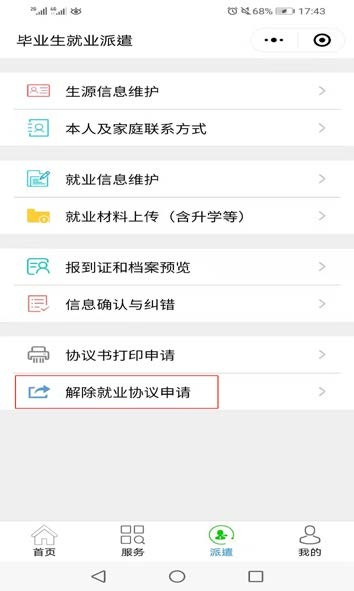 2G 4G 68% 17:43
毕业生就业派遣
生源信息维护
本人及家庭联系方式
就业信息维护
就业材料上传（含升学等）
报到证和档案预览
信息确认与纠错
协议书打印申请
解除就业协议申请
首页 服务 派遣 我的